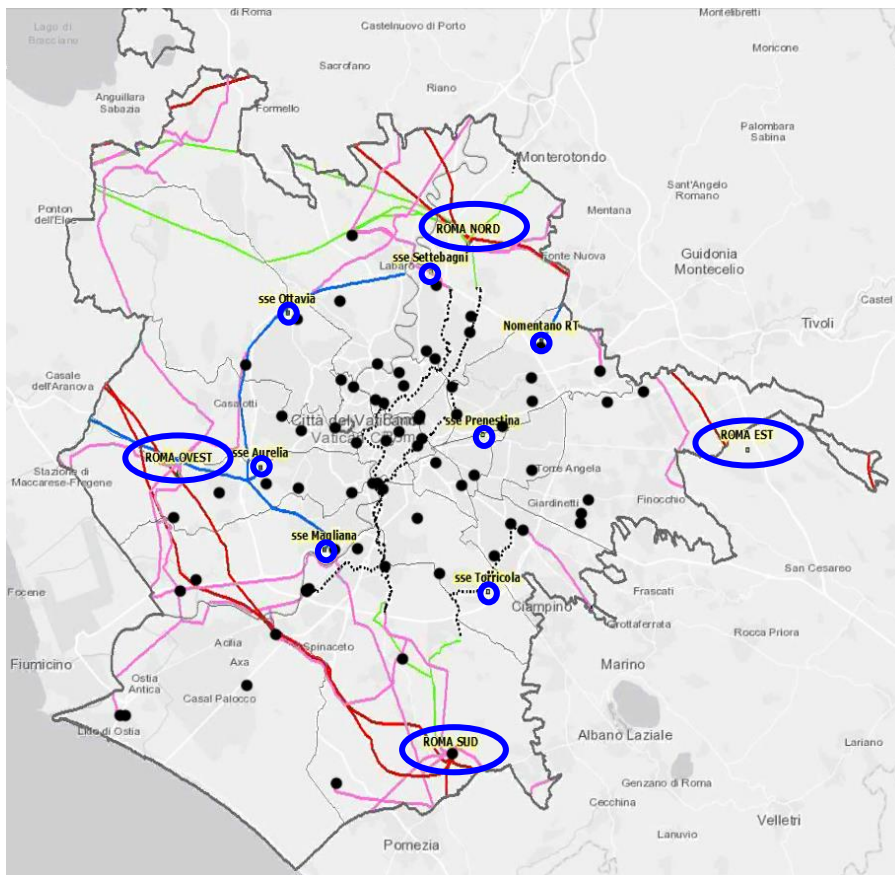 Lago di
Bracciano
di Roma
Castelnuovo di Porto
Montelibretti
Moricone
Sacrofano
Riano
Anguillara
Sabazia
Formello
Palombara
Sabina
Monterotondo
Sant'Angelo
Romano
Ponton
dell'Elce
Mentana
ROMA NORD
Guidonia
Montecelio
Fonte Nuova
Labaro
sse Settebagni
sse Ottavia
Castel
Nomentano RT
Tivoli
Casale
dell'Aranova
Casalotti
Città del Vaticano
sse Prenestina
ROMA EST
ROMA OVEST
sse Aurelia
Stazione di
Maccarese-Fregene
Torre Angela
Finocchio
Giardinetti
sse Magliana
San Cesareo
sse Torricola
Focene
Frascati
Ciampino
Grottaferrata
Rocca Priora
Acilia
Spinaceto
Fiumicino
Axa
Marino
Ostia
Antica
Casal Palocco
Lido di Ostia
ROMA SUD
Albano Laziale
Lariano
Genzano di Roma
Cecchina
Velletri
Lanuvio
Pomezia